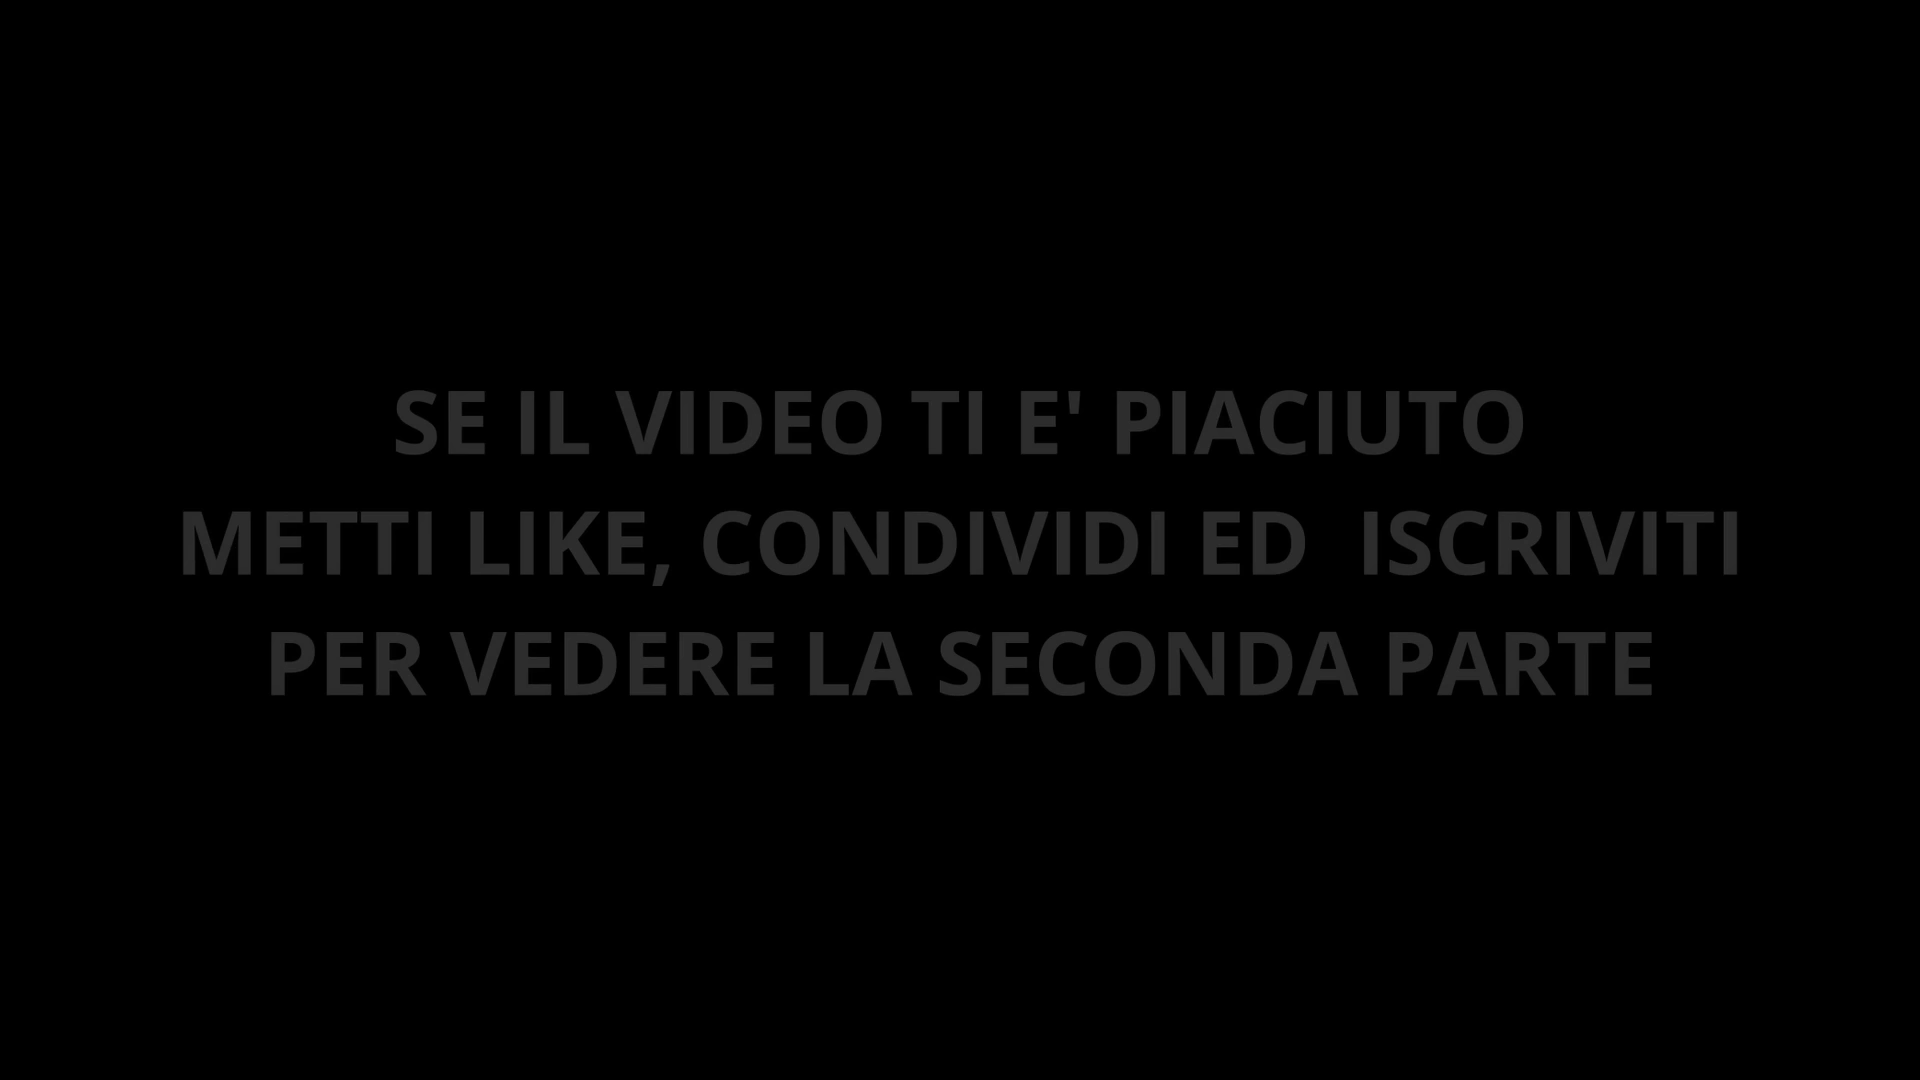 SE IL VIDEO TI E' PIACIUTO
METTI LIKE, CONDIVIDI ED  ISCRIVITI
PER VEDERE LA SECONDA PARTE